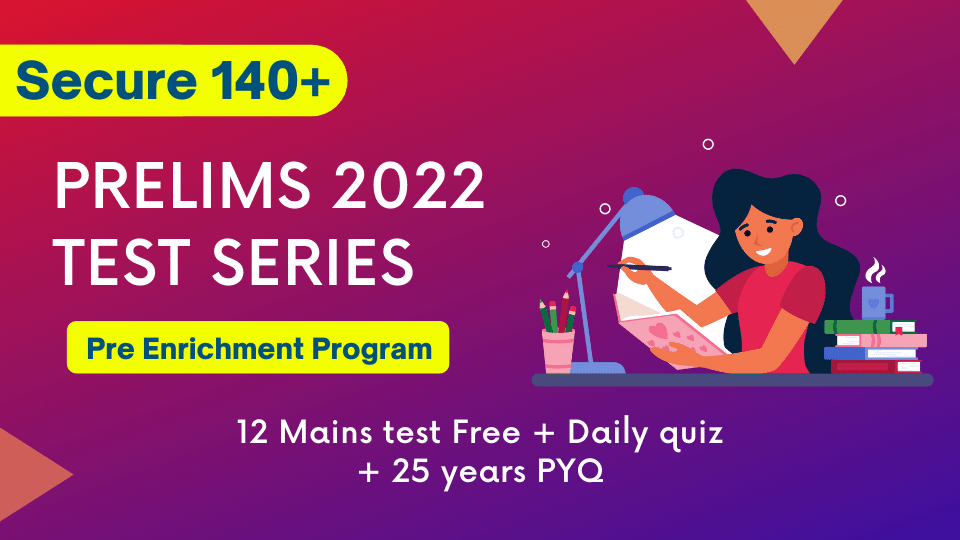 Secure 140+
PRELIMS 2022
TEST SERIES
Pre Enrichment Program
12 Mains test Free + Daily quiz
+ 25 years PYQ